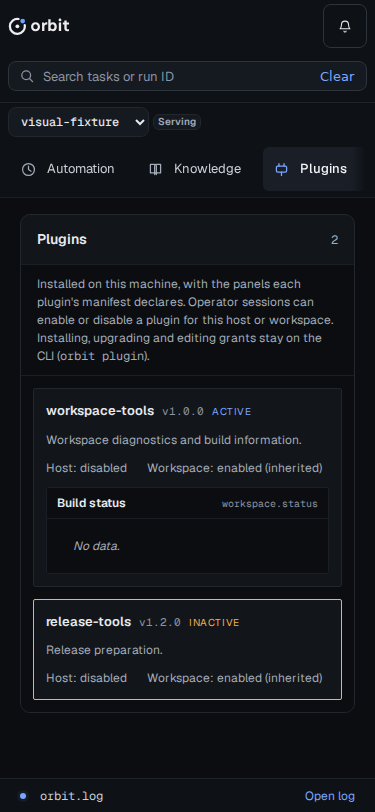 orbit
Search tasks or run ID
Clear
visual-fixture
Serving
Automation
Knowledge
Plugins
Plugins
2
Installed on this machine, with the panels each
plugin's manifest declares. Operator sessions can
enable or disable a plugin for this host or workspace.
Installing, upgrading and editing grants stay on the
CLI (orbit plugin).
workspace-tools v1.0.0 ACTIVE
Workspace diagnostics and build information.
Host: disabled Workspace: enabled (inherited)
Build status
workspace.status
No data.
release-tools v1.2.0 INACTIVE
Release preparation.
Host: disabled Workspace: enabled (inherited)
orbit.log
Open log